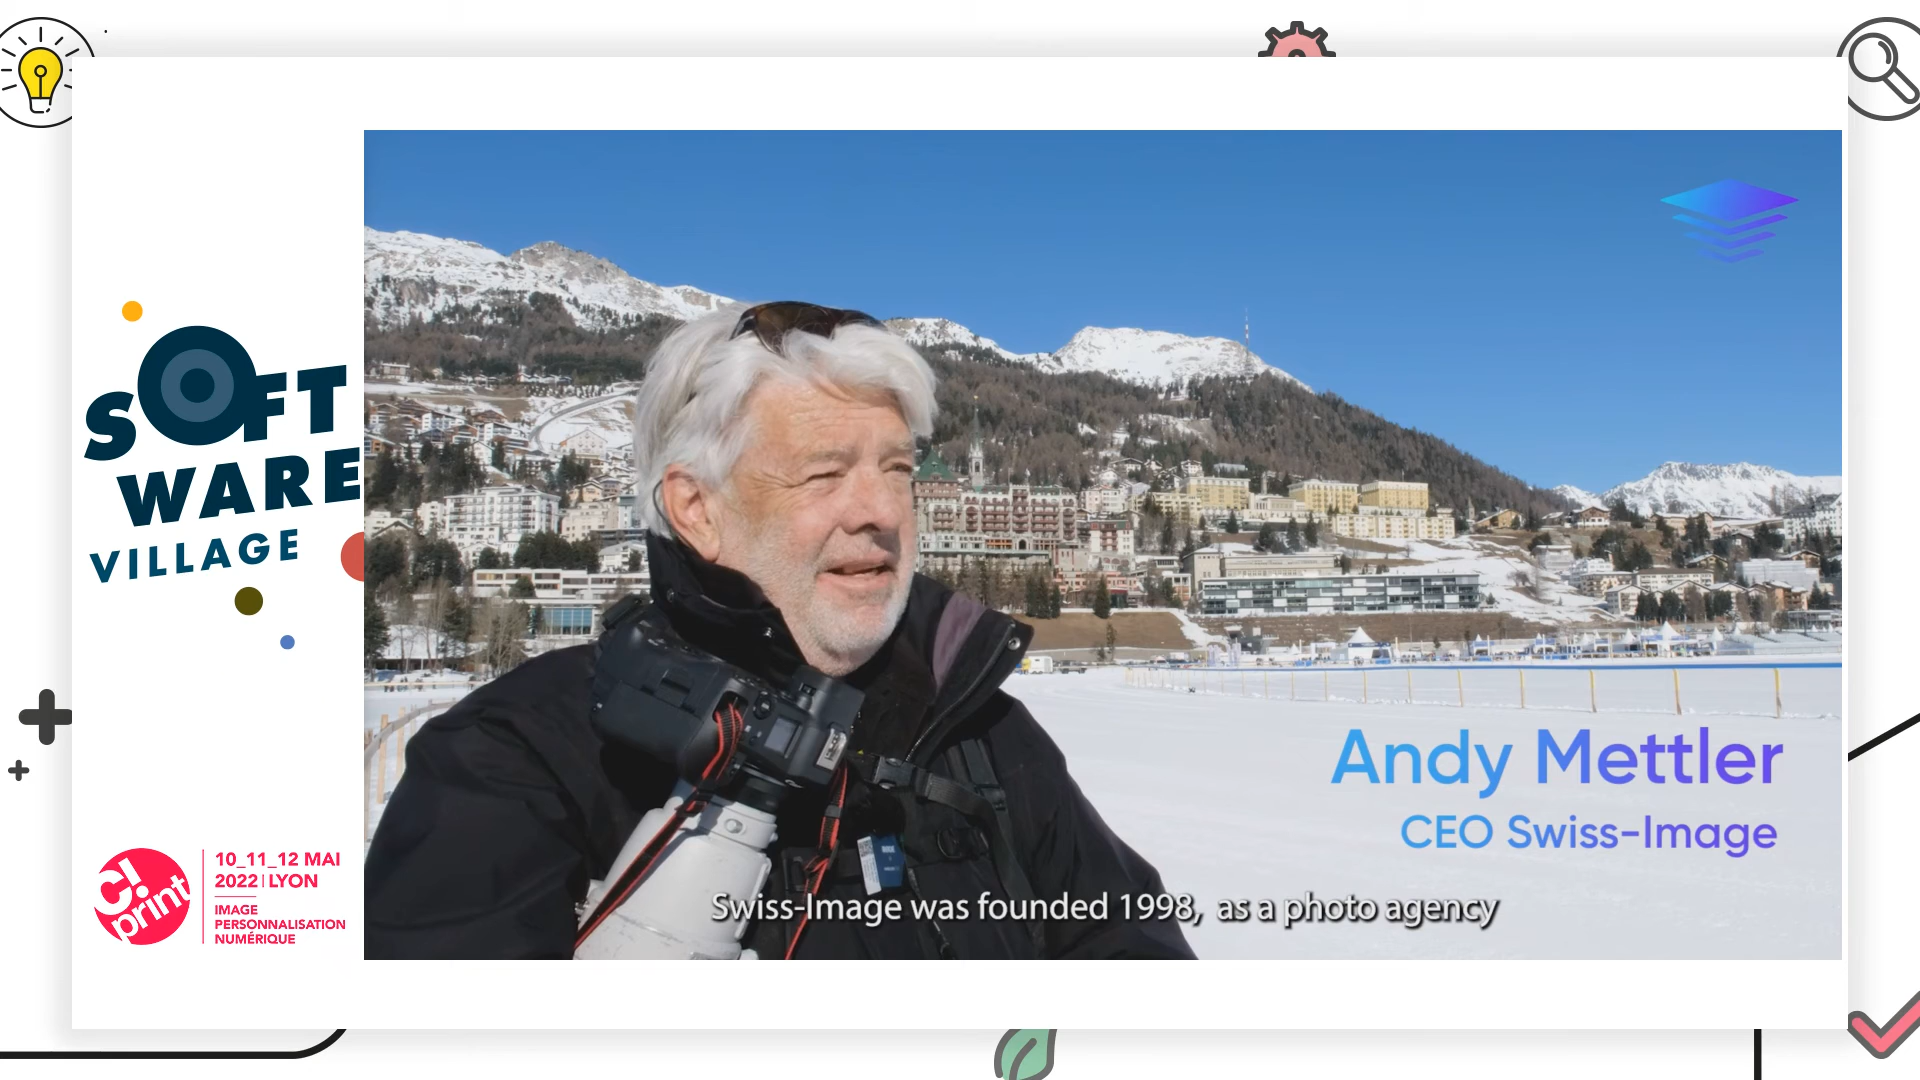 SOFT
WARE
VILLAGE
C!print
10_11_12 MAI
2022 | LYON
IMAGE
PERSONNALISATION
NUMÉRIQUE
Andy Mettler
CEO Swiss-Image
Swiss-Image was founded 1998, as a photo agency